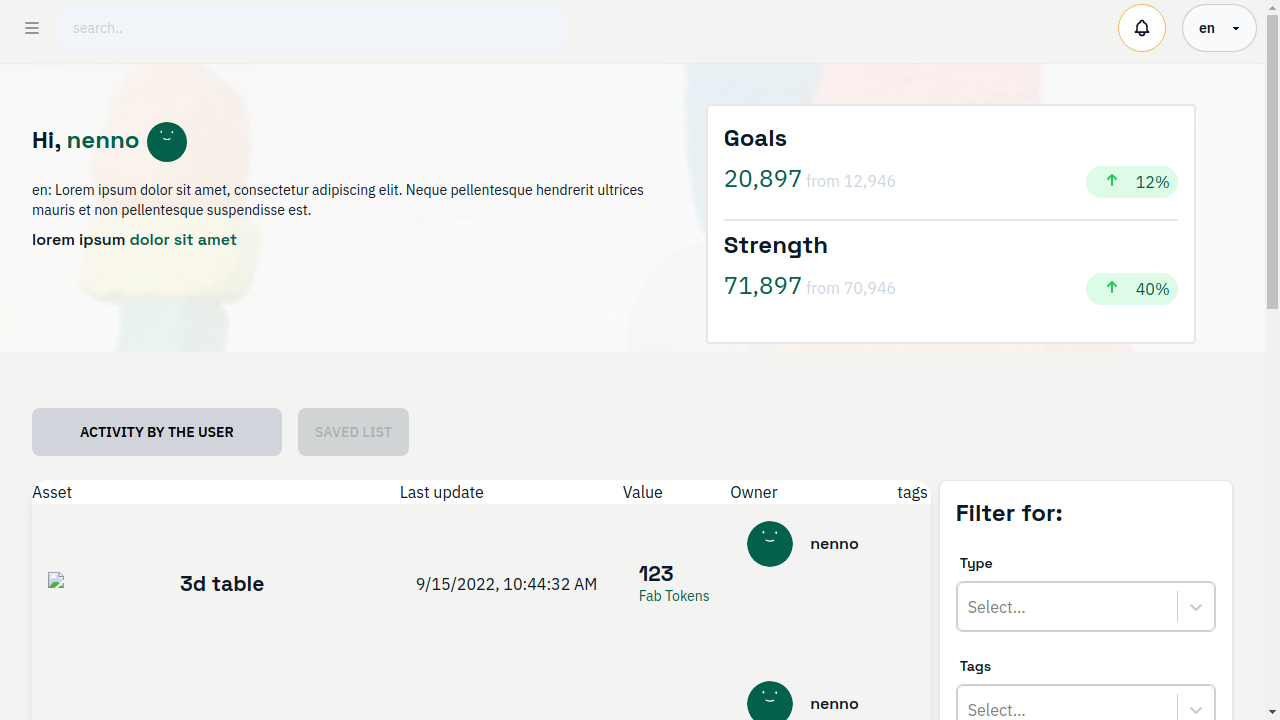 search..
en
Hi, nenno
en: Lorem ipsum dolor sit amet, consectetur adipiscing elit. Neque pellentesque hendrerit ultrices
mauris et non pellentesque suspendisse est.
lorem ipsum dolor sit amet
Goals
20,897 from 12,946
12%
Strength
71,897 from 70,946
40%
ACTIVITY BY THE USER
SAVED LIST
Asset
Last update
Value
Owner
tags
3d table
9/15/2022, 10:44:32 AM
123
Fab Tokens
nenno
nenno
Filter for:
Type
Select...
Tags
Select...